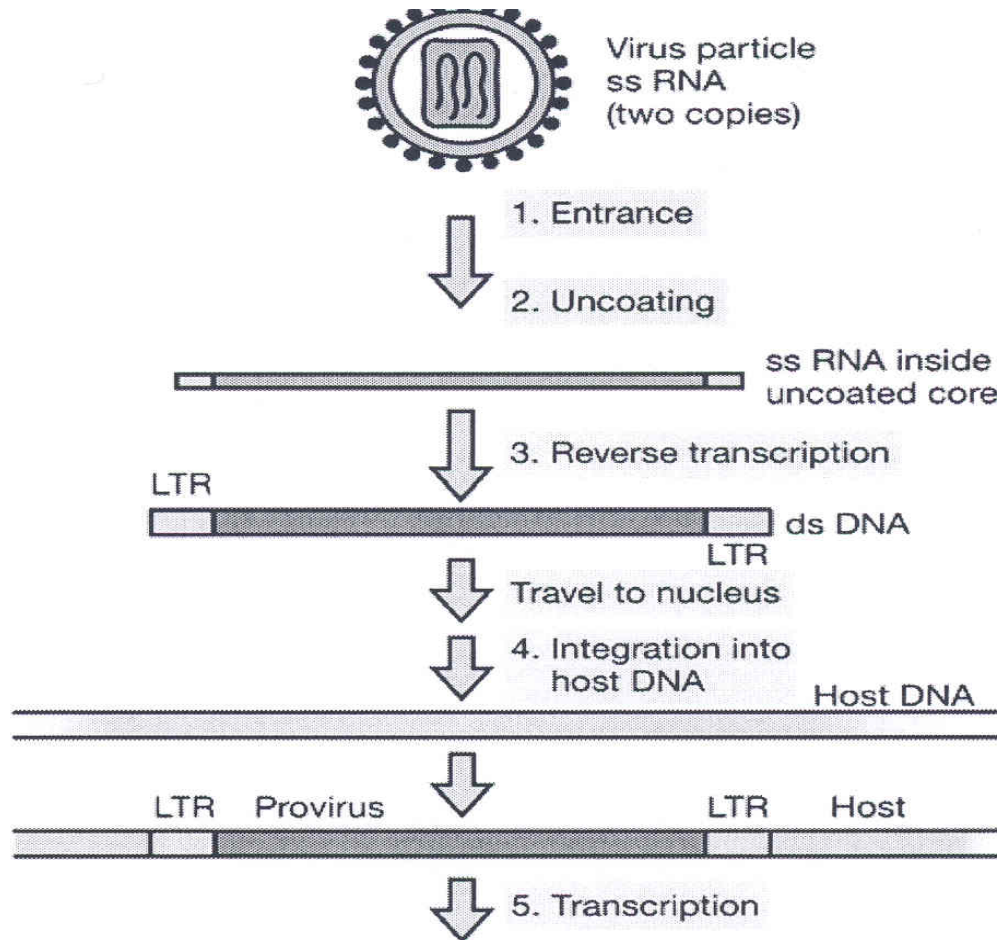 Virus particle
ss RNA
(two copies)
1. Entrance
2. Uncoating
ss RNA inside
uncoated core
3. Reverse transcription
LTR
ds DNA
LTR
Travel to nucleus
4. Integration into
host DNA
Host DNA
LTR Provirus LTR Host
5. Transcription